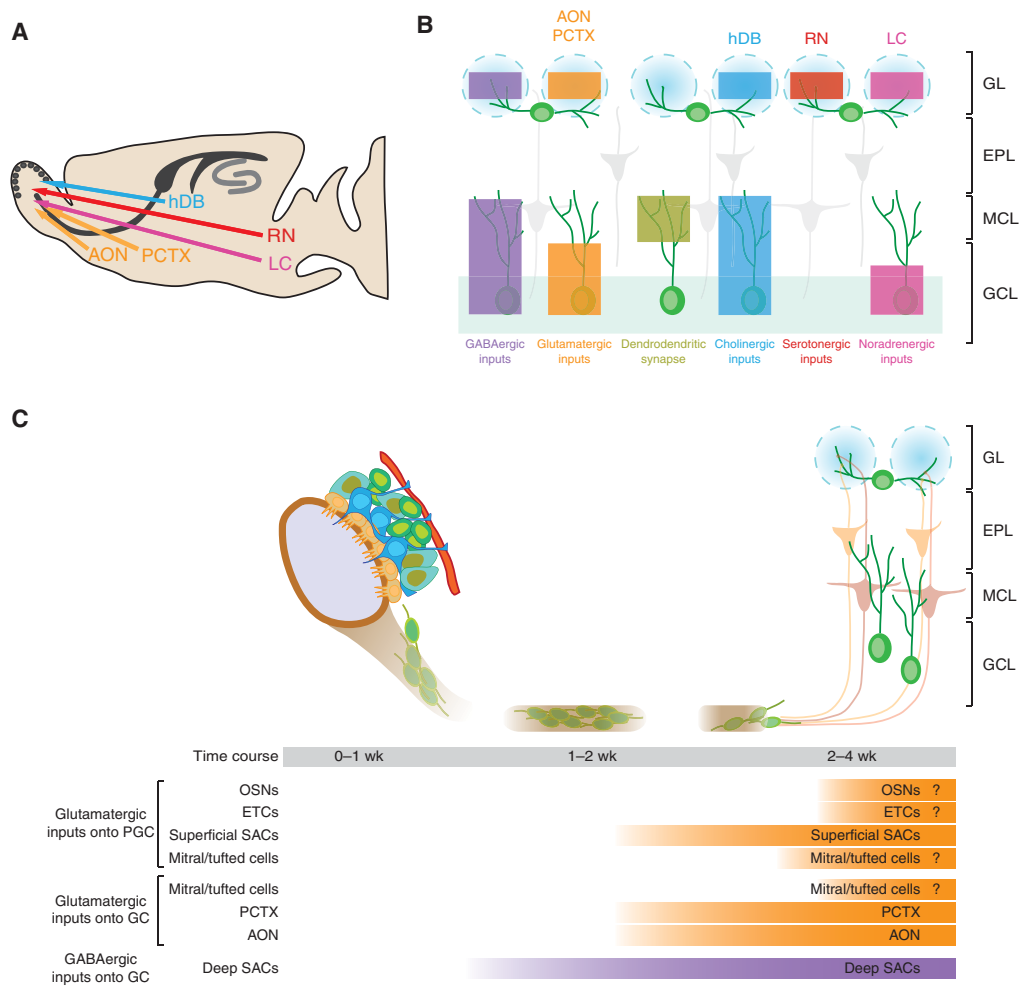 A
hDB
RN
AON
PCTX
LC
B
AON
PCTX
hDB
RN
LC
GL
EPL
MCL
GCL
GABAergic
inputs
Glutamatergic
inputs
Dendrodendritic
synapse
Cholinergic
inputs
Serotonergic
inputs
Noradrenergic
inputs
C
GL
EPL
MCL
GCL
Time course
0–1 wk
1–2 wk
2–4 wk
Glutamatergic
inputs onto PGC
OSNs
OSNs ?
ETCs
ETCs ?
Superficial SACs
Superficial SACs
Mitral/tufted cells
Mitral/tufted cells ?
Glutamatergic
inputs onto GC
Mitral/tufted cells
Mitral/tufted cells ?
PCTX
PCTX
AON
AON
GABAergic
inputs onto GC
Deep SACs
Deep SACs